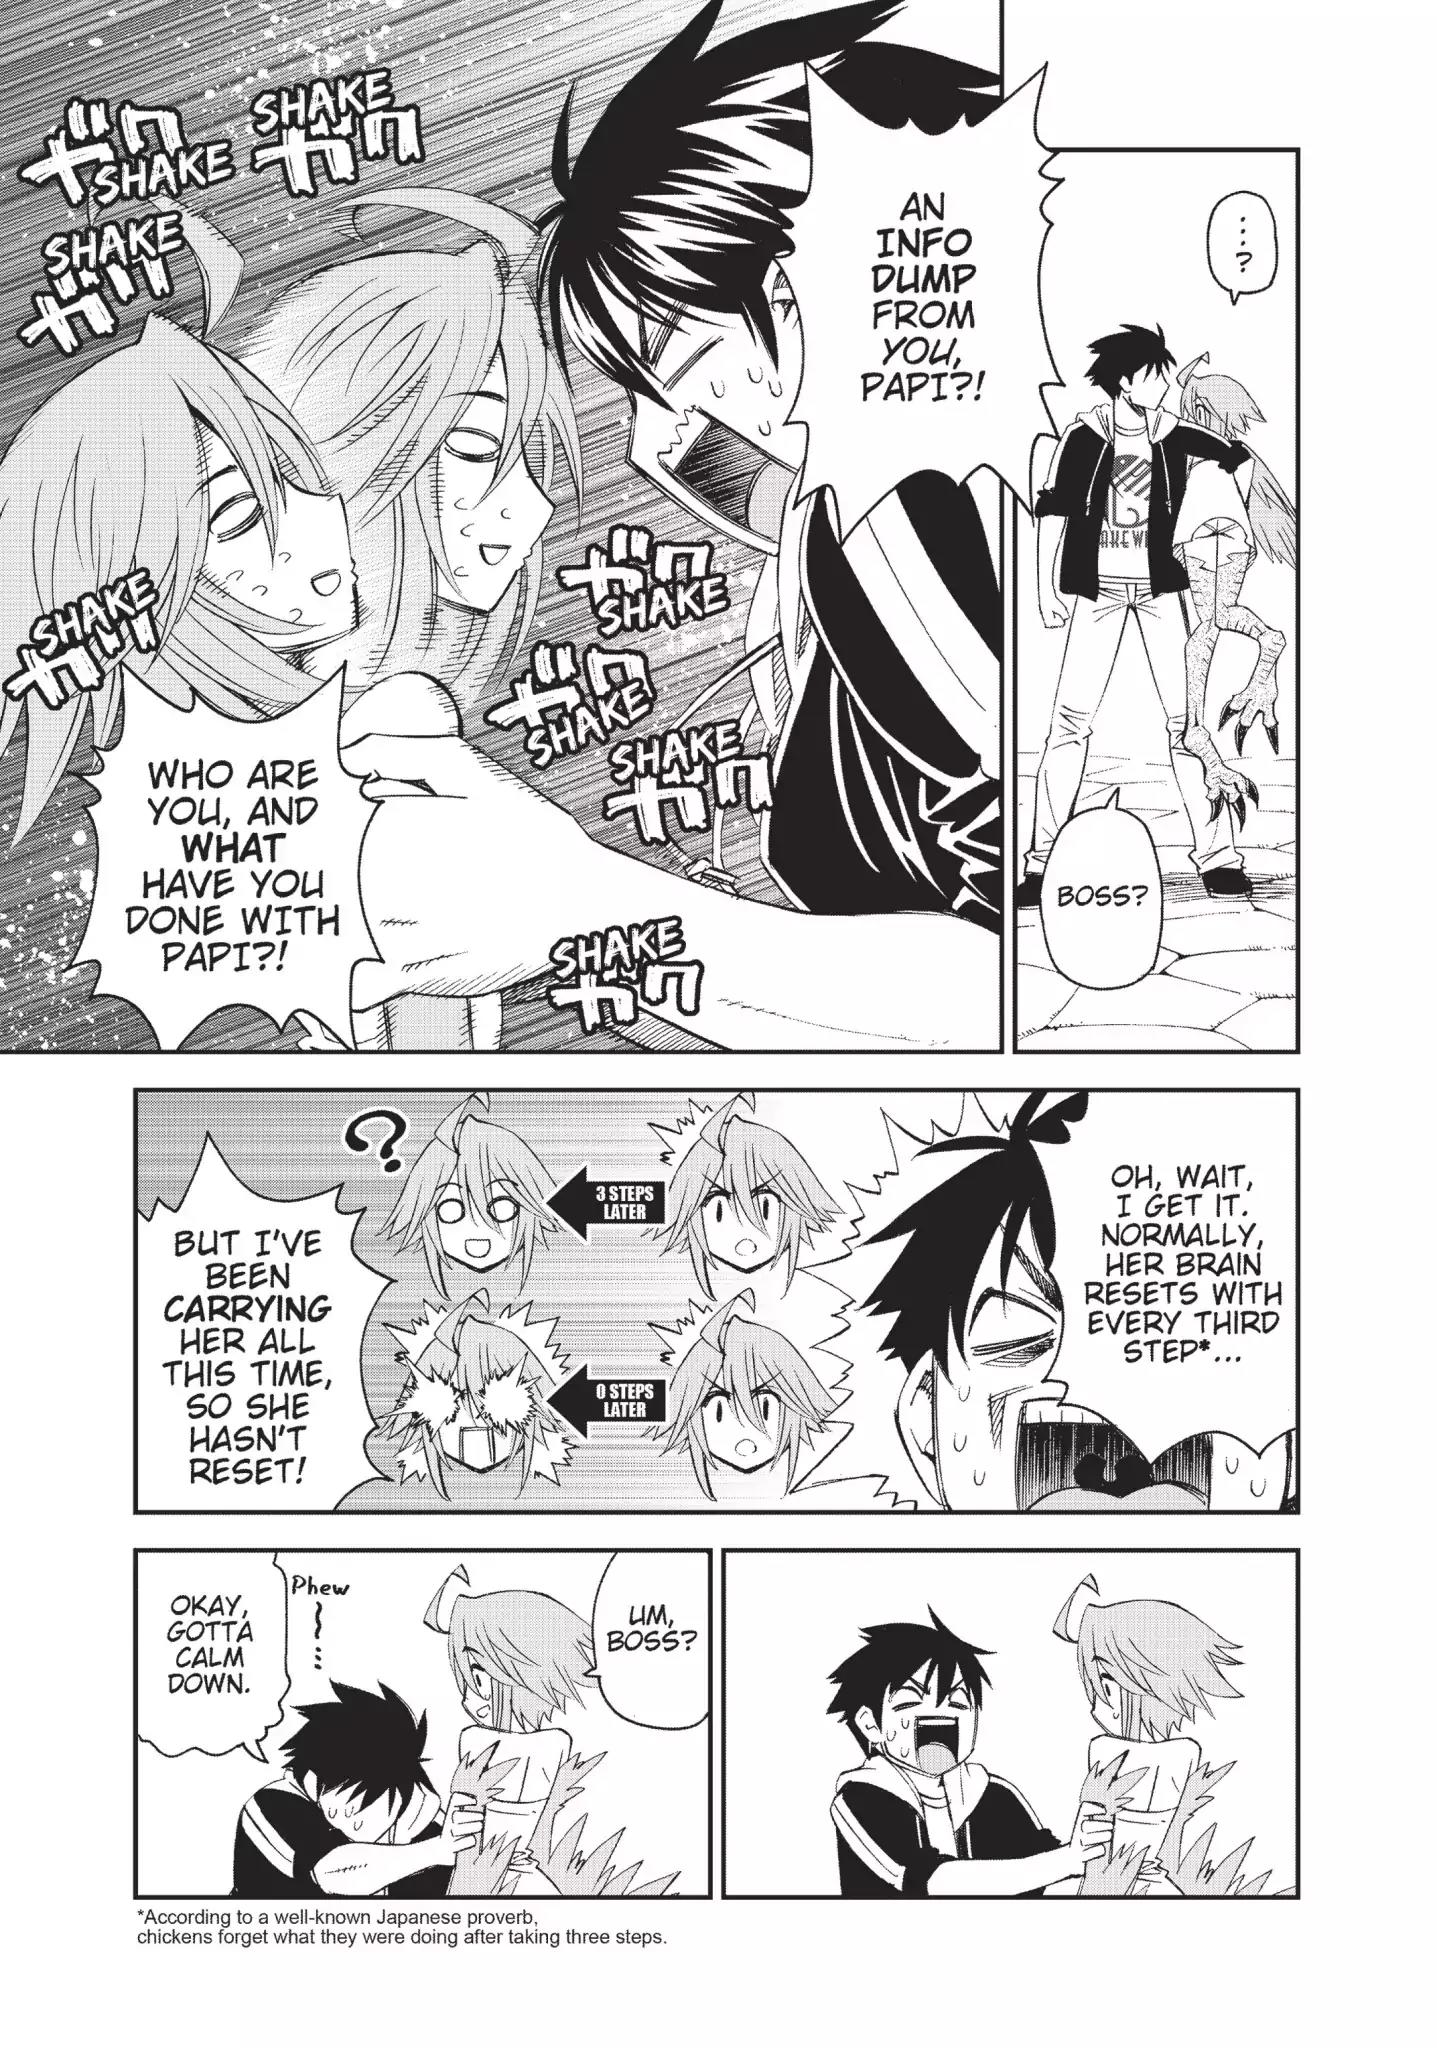 ...?
BOSS?
AN
INFO
DUMP
FROM
YOU,
PAPI?!
SHAKE
ガク
SHAKE
ガク
SHAKE
ガク
SHAKE
ガク
SHAKE
ガク
SHAKE
ガク
SHAKE
ガク
SHAKE
ガク
WHO ARE
YOU, AND
WHAT
HAVE YOU
DONE WITH
PAPI?!
OH, WAIT,
I GET IT.
NORMALLY,
HER BRAIN
RESETS WITH
EVERY THIRD
STEP*...
3 STEPS
LATER
?
0 STEPS
LATER
BUT I'VE
BEEN
CARRYING
HER ALL
THIS TIME,
SO SHE
HASN'T
RESET!
UM,
BOSS?
Phew
...
OKAY,
GOTTA
CALM
DOWN.
*According to a well-known Japanese proverb,
chickens forget what they were doing after taking three steps.